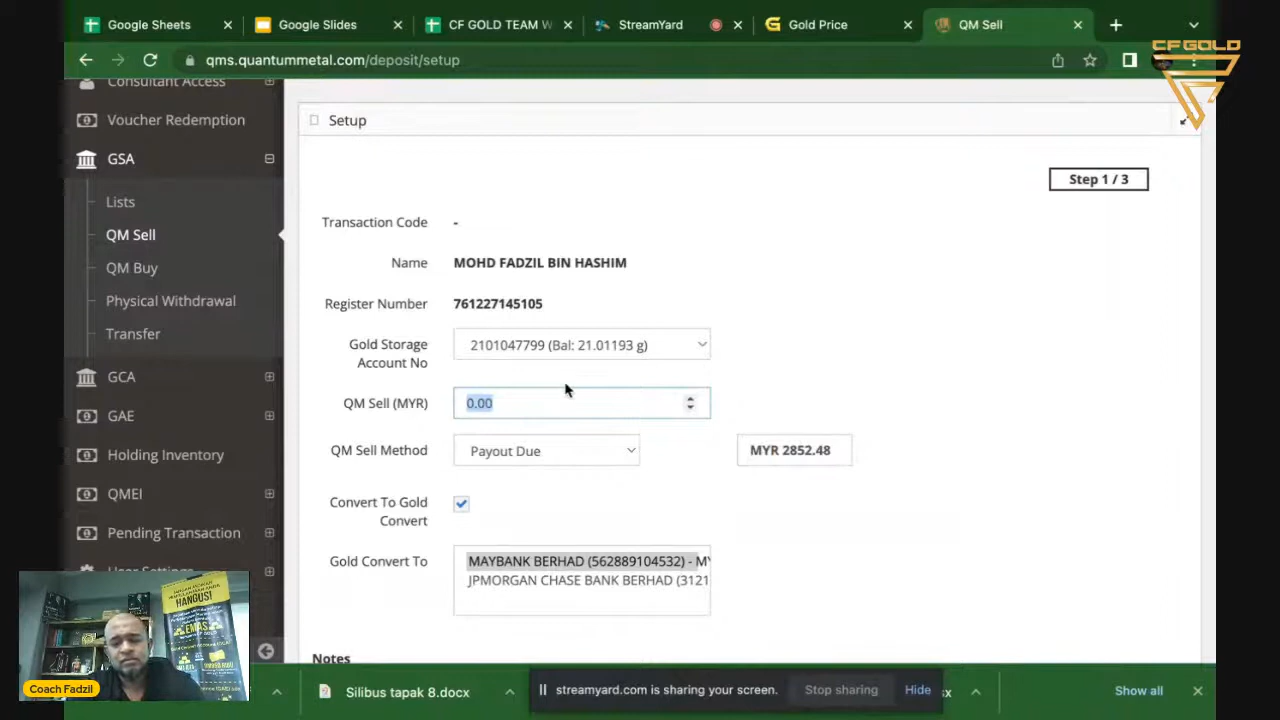 Google Sheets
Google Slides
CF GOLD TEAM W
StreamYard
Gold Price
QM Sell
qms.quantummetal.com/deposit/setup
CFGOLD
Consultant Access
Voucher Redemption
GSA
Lists
QM Sell
QM Buy
Physical Withdrawal
Transfer
GCA
GAE
Holding Inventory
QMEI
Pending Transaction
User Settings
Setup
Step 1 / 3
Transaction Code -
Name MOHD FADZIL BIN HASHIM
Register Number 761227145105
Gold Storage
Account No
2101047799 (Bal: 21.01193 g)
QM Sell (MYR) 0.00
QM Sell Method Payout Due MYR 2852.48
Convert To Gold
Convert
Gold Convert To
MAYBANK BERHAD (562889104532) - MY
JPMORGAN CHASE BANK BERHAD (3121
Notes
HANGUS!
EMAS
Coach Fadzil
Silibus tapak 8.docx
streamyard.com is sharing your screen.
Stop sharing
Hide
Show all